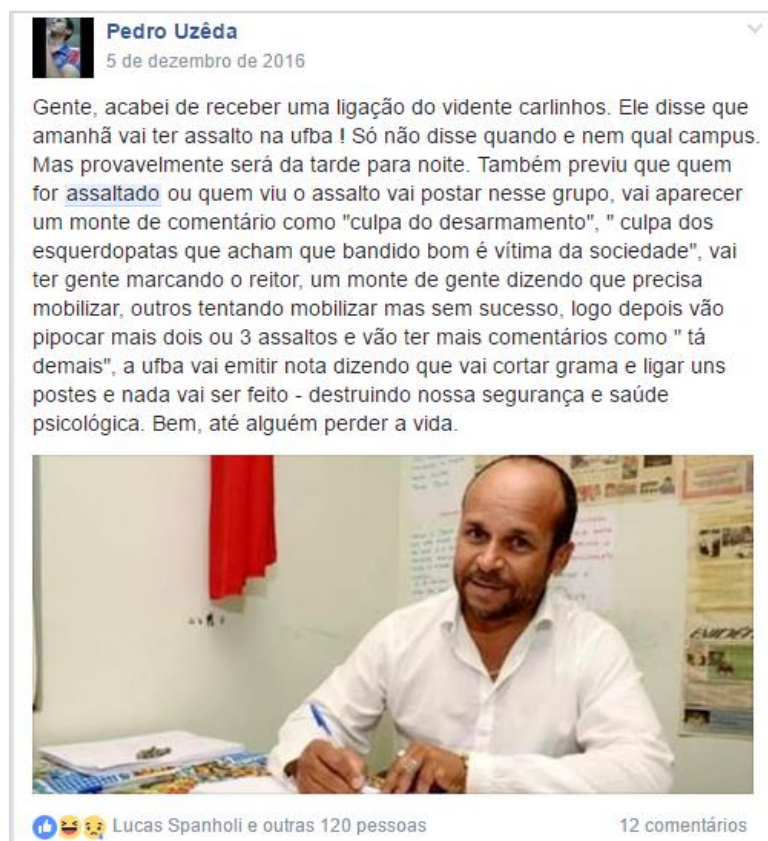 Pedro Uzêda
5 de dezembro de 2016
Gente, acabei de receber uma ligação do vidente carlinhos. Ele disse que
amanhã vai ter assalto na ufba ! Só não disse quando e nem qual campus.
Mas provavelmente será da tarde para noite. Também previu que quem
for assaltado ou quem viu o assalto vai postar nesse grupo, vai aparecer
um monte de comentário como "culpa do desarmamento", " culpa dos
esquerdopatas que acham que bandido bom é vítima da sociedade", vai
ter gente marcando o reitor, um monte de gente dizendo que precisa
mobilizar, outros tentando mobilizar mas sem sucesso, logo depois vão
pipocar mais dois ou 3 assaltos e vão ter mais comentários como " tá
demais", a ufba vai emitir nota dizendo que vai cortar grama e ligar uns
postes e nada vai ser feito - destruindo nossa segurança e saúde
psicológica. Bem, até alguém perder a vida.
Lucas Spanholi e outras 120 pessoas
12 comentários